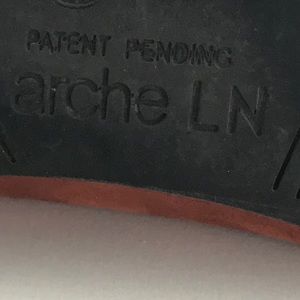 PATENT PENDING
arche LN